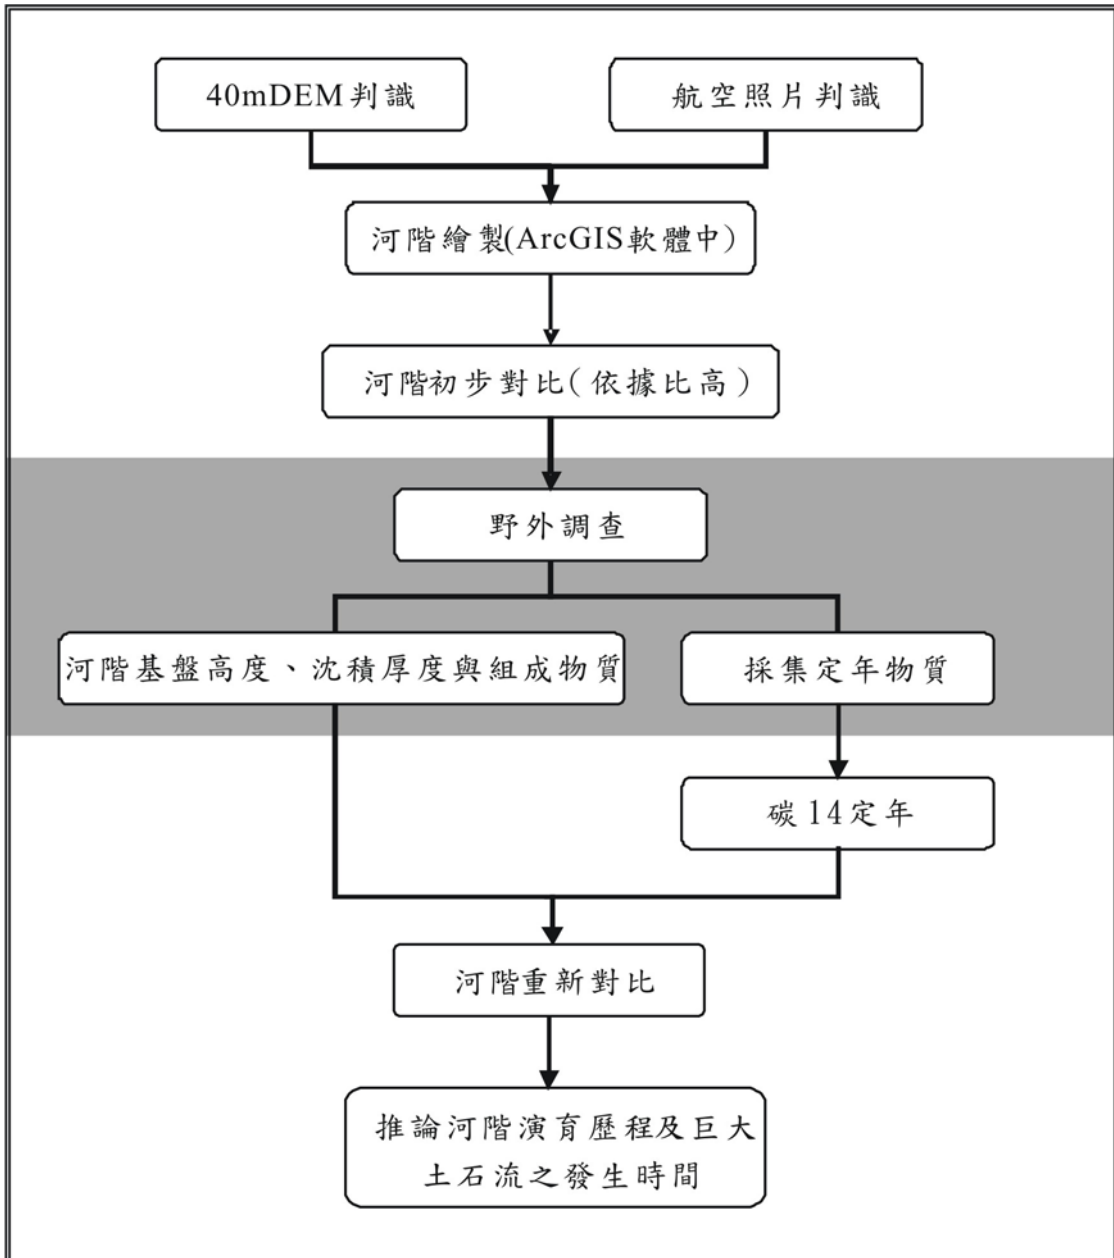 40mDEM判識
航空照片判識
河階繪製(ArcGIS軟體中)
河階初步對比(依據比高)
野外調查
河階基盤高度、沈積厚度與組成物質
採集定年物質
碳14定年
河階重新對比
推論河階演育歷程及巨大
土石流之發生時間